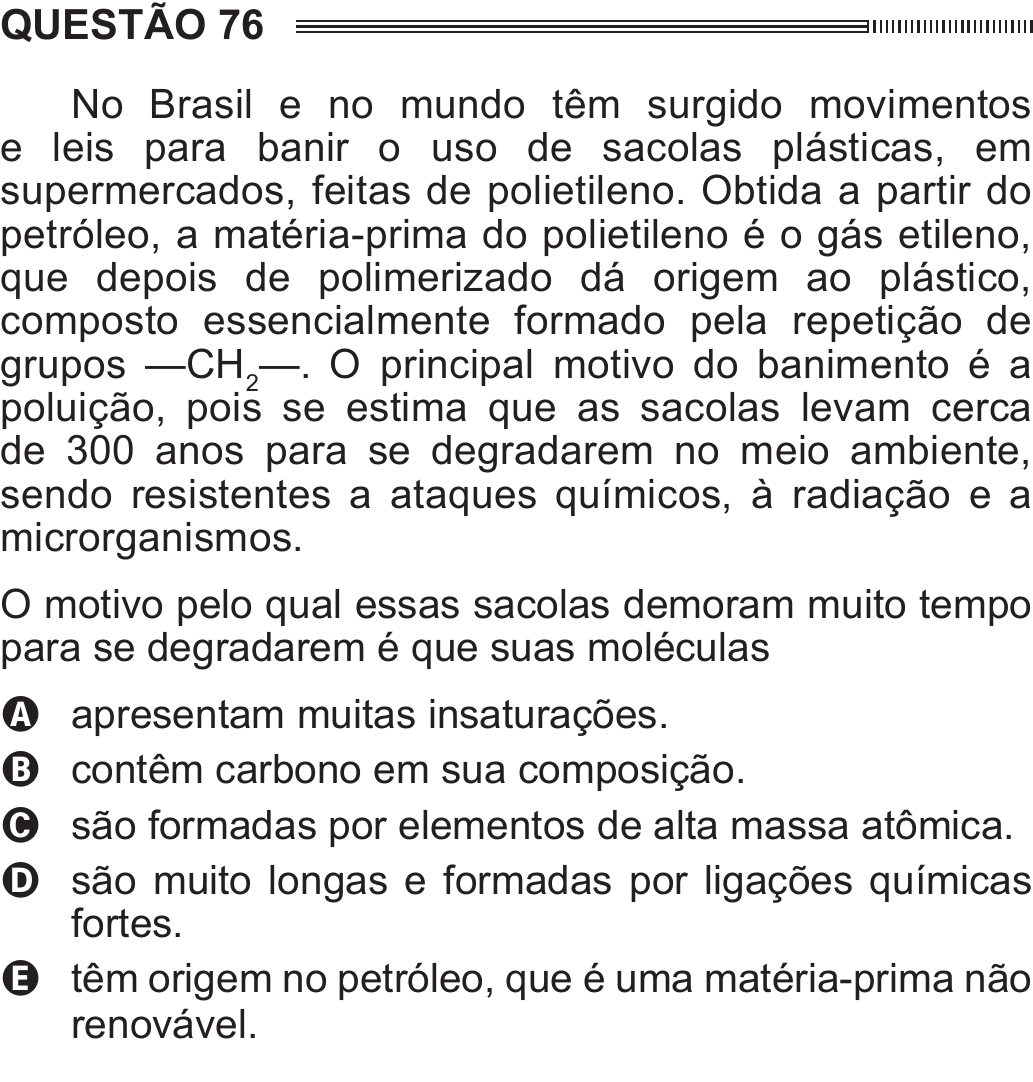 QUESTÃO 76
No Brasil e no mundo têm surgido movimentos
e leis para banir o uso de sacolas plásticas, em
supermercados, feitas de polietileno. Obtida a partir do
petróleo, a matéria-prima do polietileno é o gás etileno,
que depois de polimerizado dá origem ao plástico,
composto essencialmente formado pela repetição de
grupos —CH₂—. O principal motivo do banimento é a
poluição, pois se estima que as sacolas levam cerca
de 300 anos para se degradarem no meio ambiente,
sendo resistentes a ataques químicos, à radiação e a
microrganismos.
O motivo pelo qual essas sacolas demoram muito tempo
para se degradarem é que suas moléculas
A apresentam muitas insaturações.
B contêm carbono em sua composição.
C são formadas por elementos de alta massa atômica.
D são muito longas e formadas por ligações químicas
fortes.
E têm origem no petróleo, que é uma matéria-prima não
renovável.